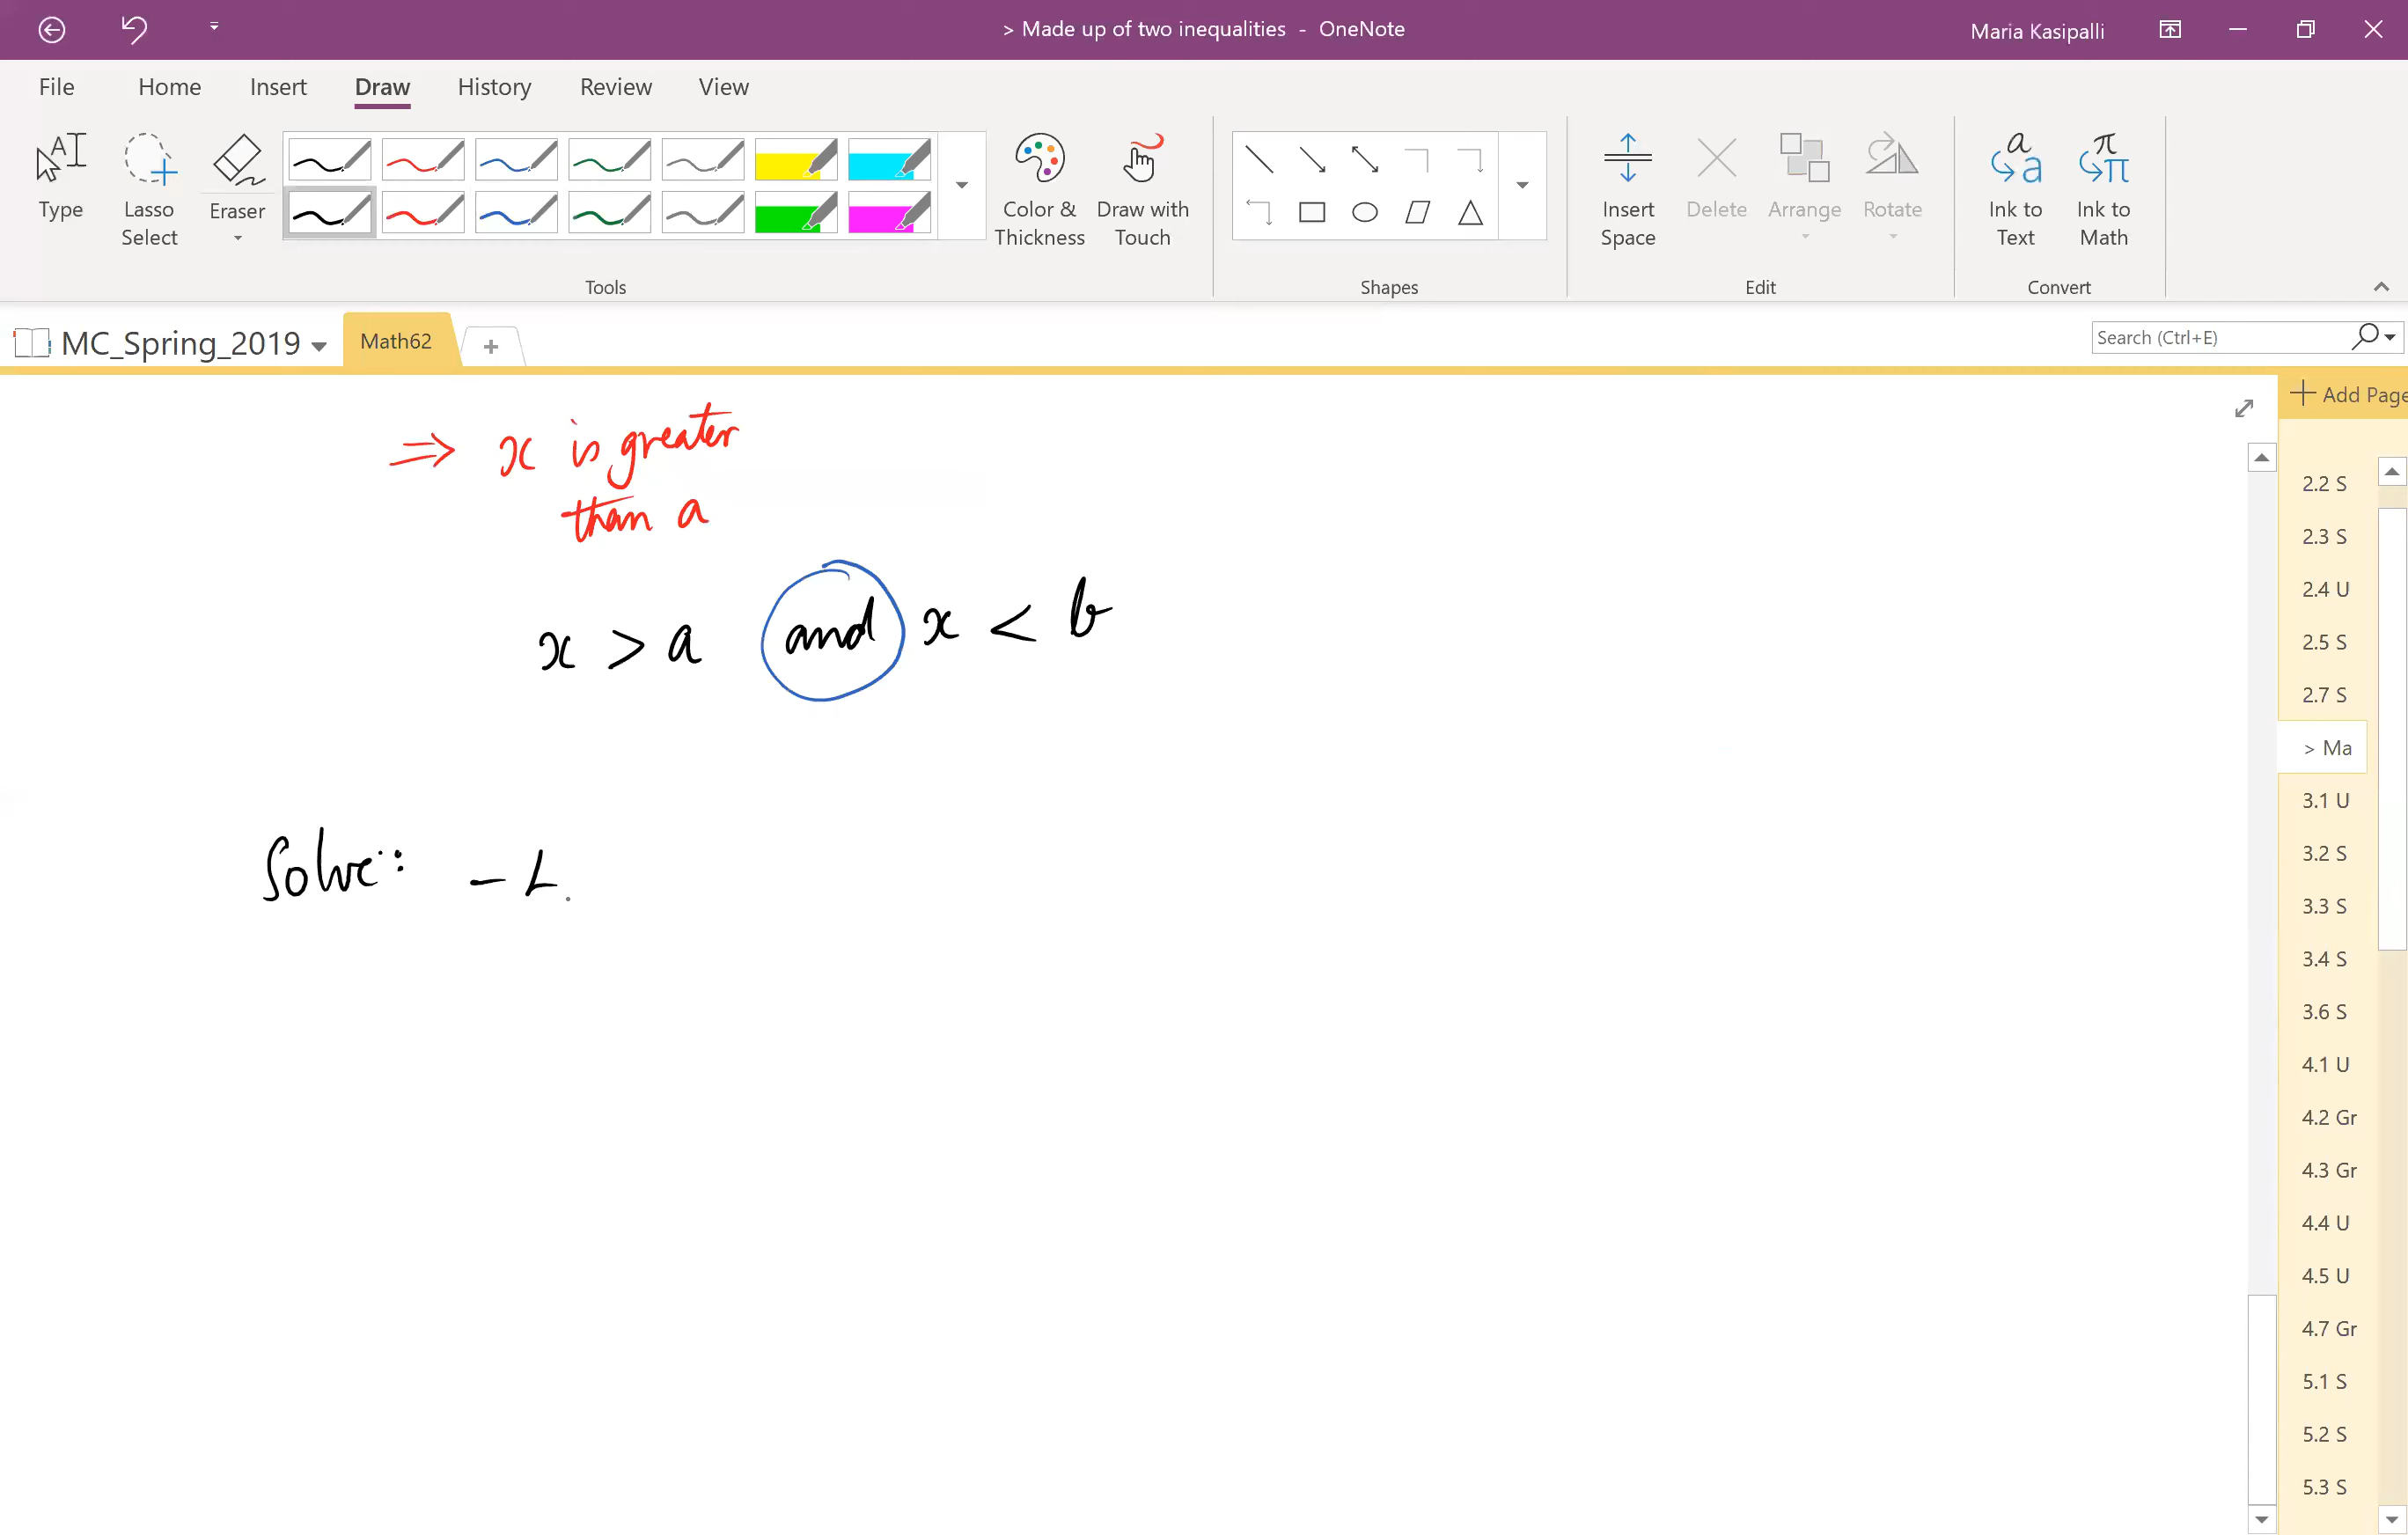 > Made up of two inequalities - OneNote
Maria Kasipalli
File Home Insert Draw History Review View
Type
Lasso Select
Eraser
Color & Thickness
Draw with Touch
Insert Space
Delete
Arrange
Rotate
Ink to Text
Ink to Math
Tools
Shapes
Edit
Convert
MC_Spring_2019
Math62
Search (Ctrl+E)
Add Page
⇒ x is greater
than a
x > a and x < b
Solve:
2.2 S
2.3 S
2.4 U
2.5 S
2.7 S
> Ma
3.1 U
3.2 S
3.3 S
3.4 S
3.6 S
4.1 U
4.2 Gr
4.3 Gr
4.4 U
4.5 U
4.7 Gr
5.1 S
5.2 S
5.3 S